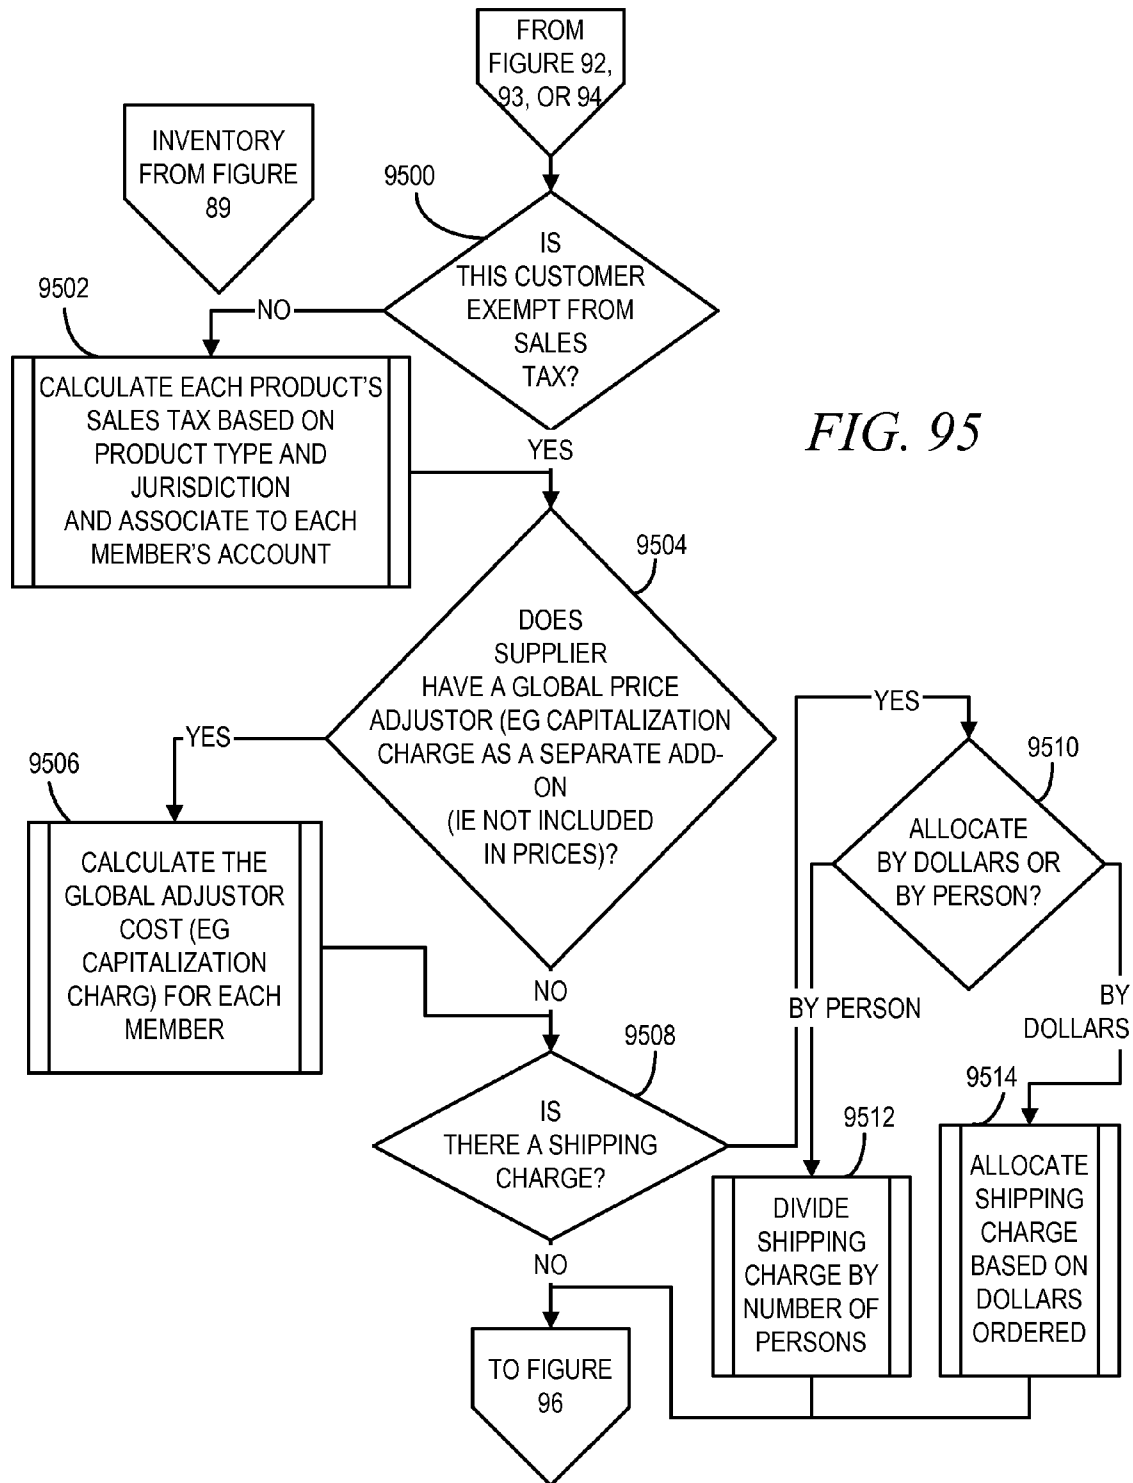 FROM
FIGURE 92,
93, OR 94
INVENTORY
FROM FIGURE
89
9500
IS
THIS CUSTOMER
EXEMPT FROM
SALES
TAX?
NO
YES
9502
CALCULATE EACH PRODUCT'S
SALES TAX BASED ON
PRODUCT TYPE AND
JURISDICTION
AND ASSOCIATE TO EACH
MEMBER'S ACCOUNT
FIG. 95
9504
DOES
SUPPLIER
HAVE A GLOBAL PRICE
ADJUSTOR (EG CAPITALIZATION
CHARGE AS A SEPARATE ADD-
ON
(IE NOT INCLUDED
IN PRICES)?
YES
NO
9506
CALCULATE THE
GLOBAL ADJUSTOR
COST (EG
CAPITALIZATION
CHARG) FOR EACH
MEMBER
9508
IS
THERE A SHIPPING
CHARGE?
YES
NO
9510
ALLOCATE
BY DOLLARS OR
BY PERSON?
BY PERSON
BY
DOLLARS
9512
DIVIDE
SHIPPING
CHARGE BY
NUMBER OF
PERSONS
9514
ALLOCATE
SHIPPING
CHARGE
BASED ON
DOLLARS
ORDERED
TO FIGURE
96